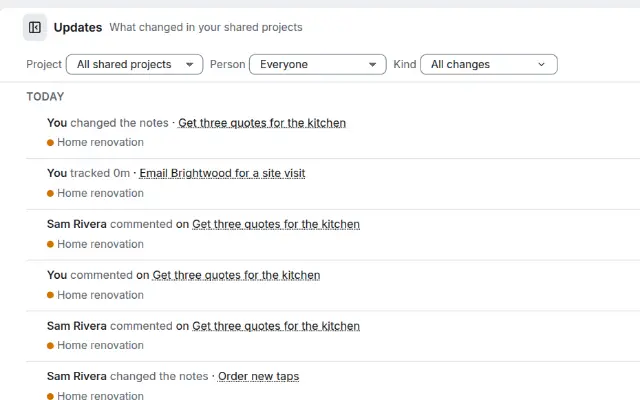 Updates What changed in your shared projects
Project All shared projects Person Everyone Kind All changes
TODAY
You changed the notes · Get three quotes for the kitchen
Home renovation
You tracked 0m · Email Brightwood for a site visit
Home renovation
Sam Rivera commented on Get three quotes for the kitchen
Home renovation
You commented on Get three quotes for the kitchen
Home renovation
Sam Rivera commented on Get three quotes for the kitchen
Home renovation
Sam Rivera changed the notes · Order new taps
Home renovation